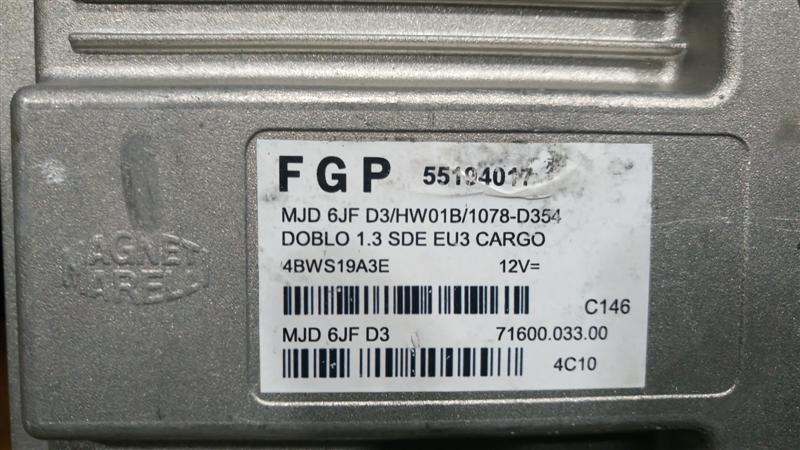 MAGNETI
MARELLI
FGP 55194017
MJD 6JF D3/HW01B/1078-D354
DOBLO 1.3 SDE EU3 CARGO
4BWS19A3E 12V=
C146
MJD 6JF D3 71600.033.00
4C10